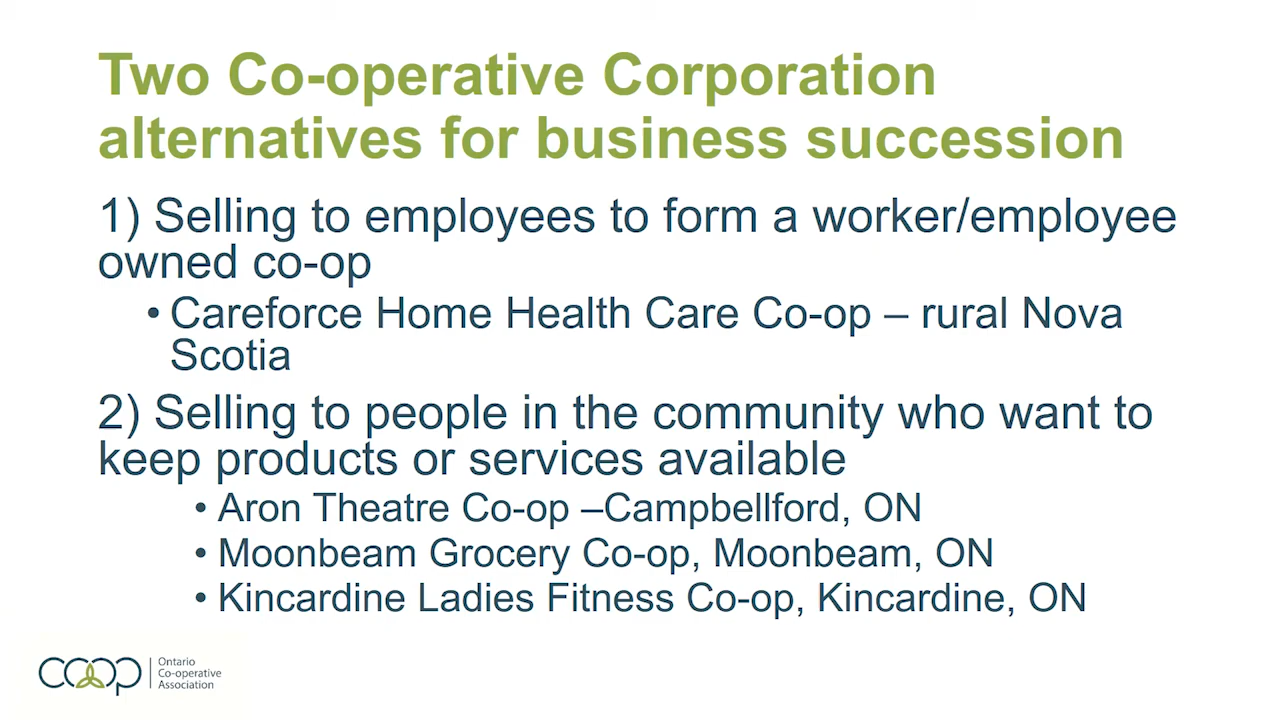 Two Co-operative Corporation
alternatives for business succession
1) Selling to employees to form a worker/employee
owned co-op
• Careforce Home Health Care Co-op – rural Nova
Scotia
2) Selling to people in the community who want to
keep products or services available
• Aron Theatre Co-op –Campbellford, ON
• Moonbeam Grocery Co-op, Moonbeam, ON
• Kincardine Ladies Fitness Co-op, Kincardine, ON
COOP
Ontario
Co-operative
Association